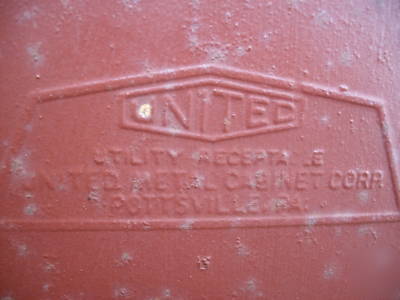 UNITED
UTILITY RECEPTACLE
UNITED METAL CABINET CORP.
POTTSVILLE, PA.